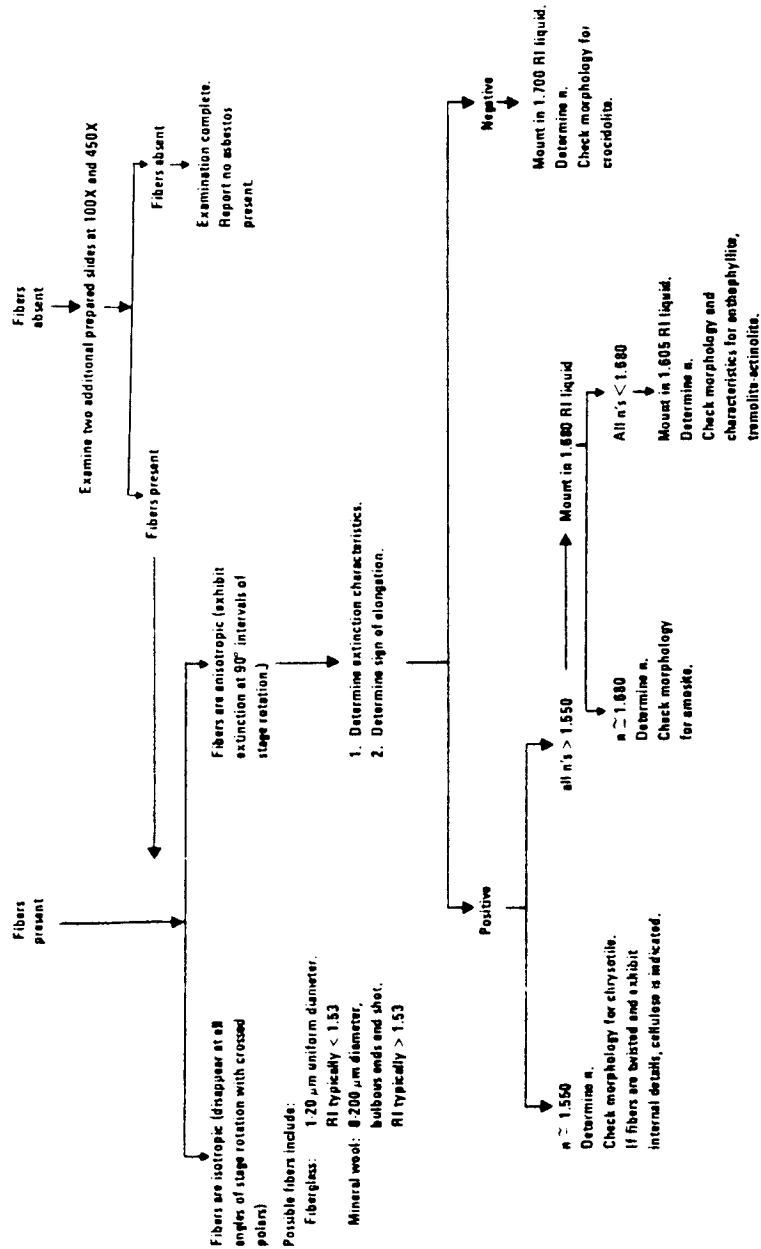 Fibers
present
Fibers
absent
Examine two additional prepared slides at 100X and 450X
Fibers present
Fibers absent
Examination complete.
Report no asbestos
present.
Fibers are isotropic (disappear at all
angles of stage rotation with crossed
polars)
Possible fibers include:
Fiberglass: 1-20 μm uniform diameter.
RI typically < 1.53
Mineral wool: 8-200 μm diameter,
bulbous ends and shot.
RI typically > 1.53
Fibers are anisotropic (exhibit
extinction at 90° intervals of
stage rotation.)
1. Determine extinction characteristics.
2. Determine sign of elongation.
Positive
Negative
n ≃ 1.550
Determine n.
Check morphology for chrysotile.
If fibers are twisted and exhibit
internal details, cellulose is indicated.
all n's > 1.550
Mount in 1.680 RI liquid
n ≃ 1.680
Determine n.
Check morphology
for amosite.
All n's < 1.680
Mount in 1.605 RI liquid.
Determine n.
Check morphology and
characteristics for anthophyllite,
tremolite-actinolite.
Mount in 1.700 RI liquid.
Determine n.
Check morphology for
crocidolite.